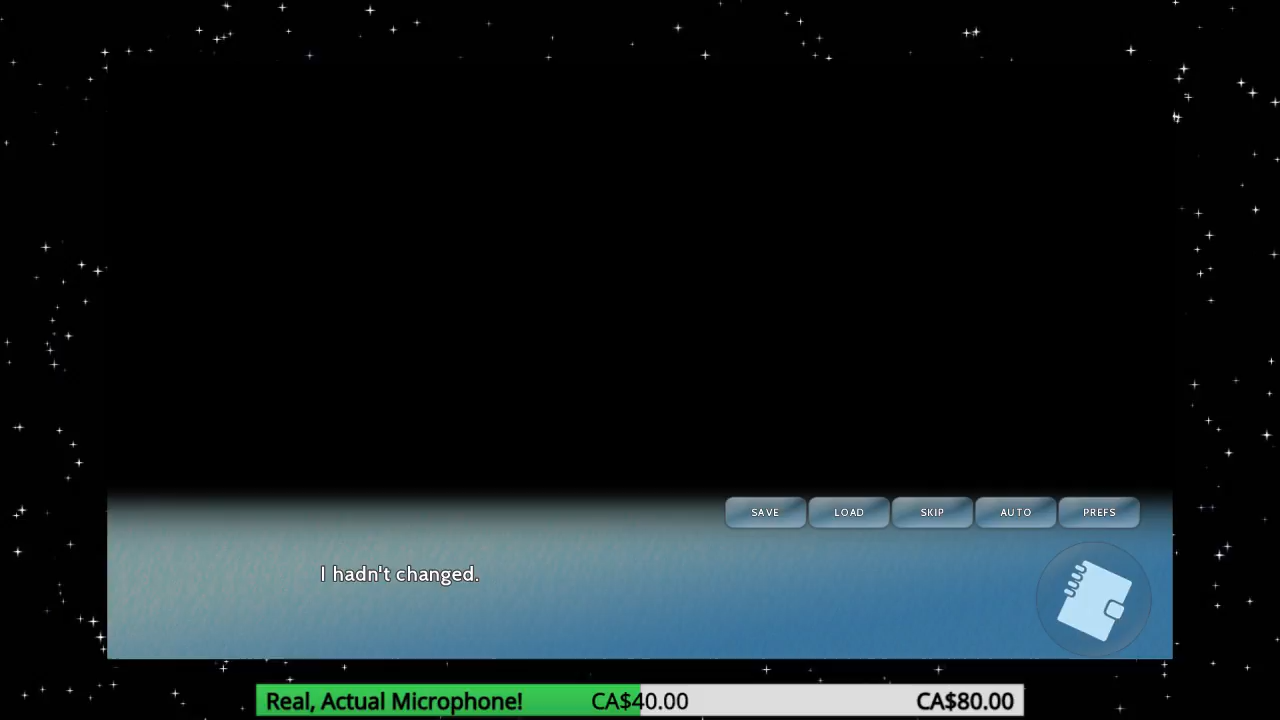 SAVE LOAD SKIP AUTO PREFS
I hadn't changed.
Real, Actual Microphone! CA$40.00 CA$80.00